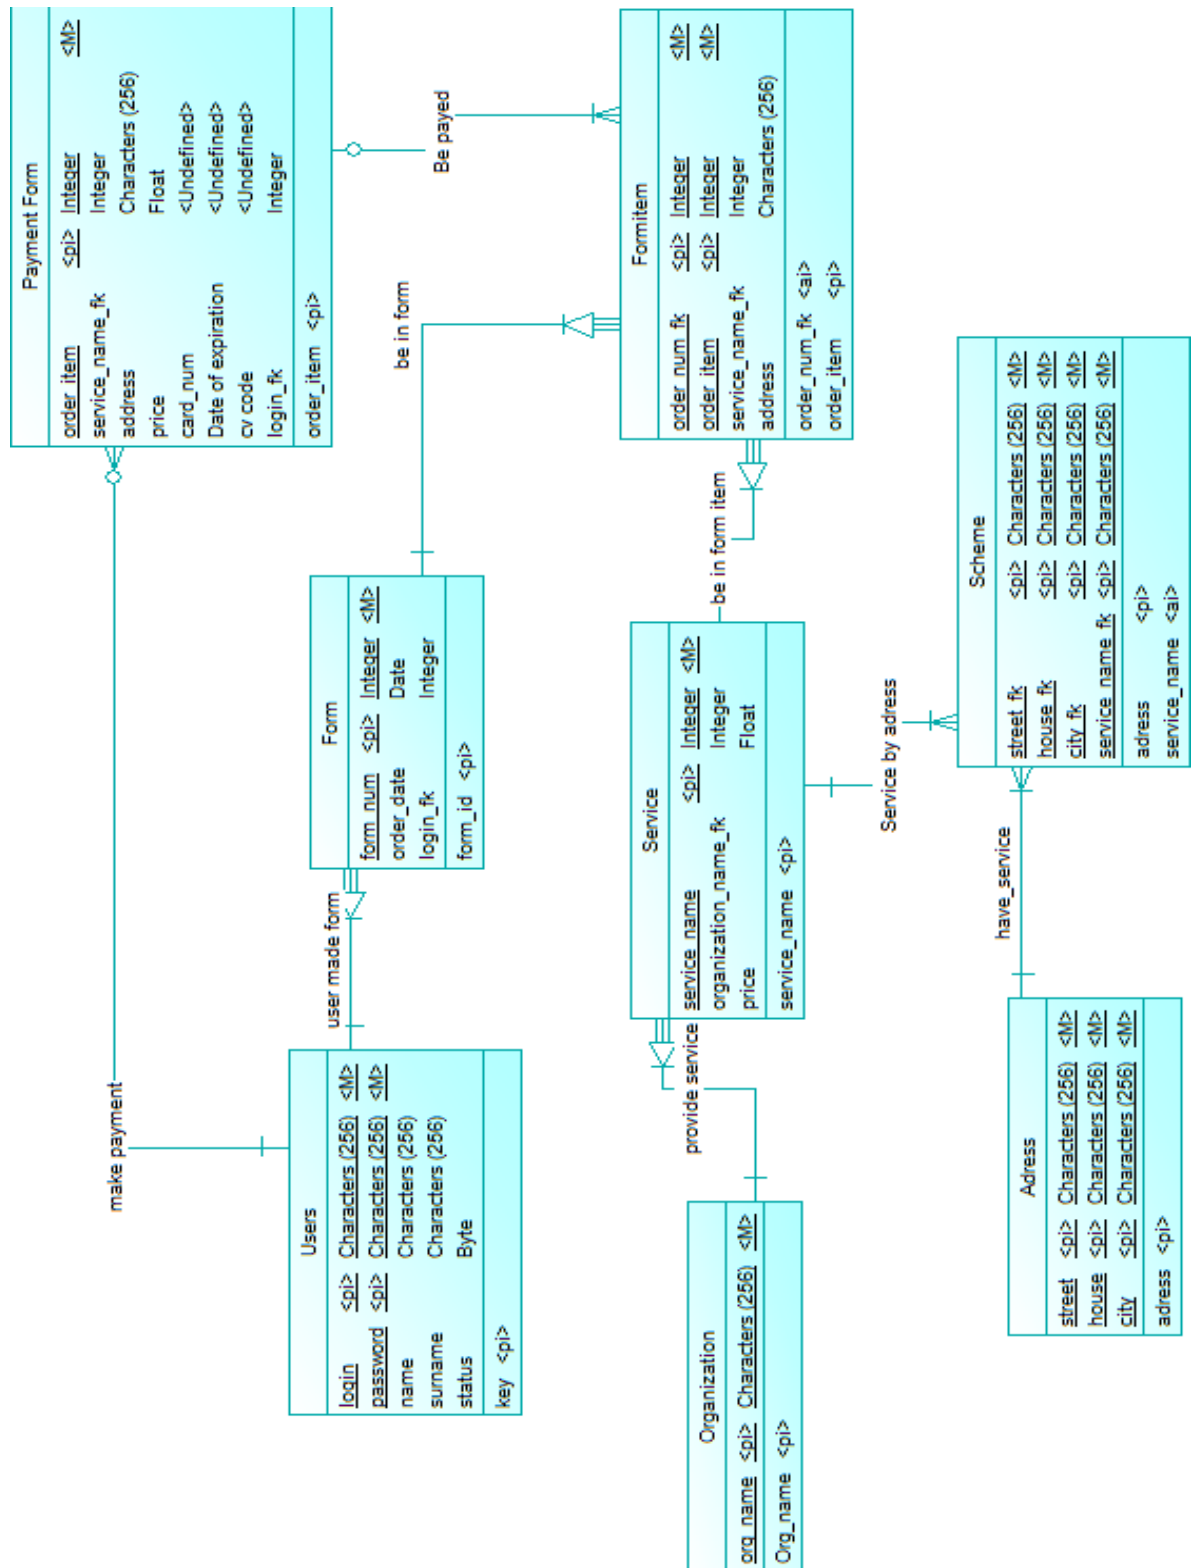 Payment Form
order_item <pi> Integer <M>
service_name_fk Integer
address Characters (256)
price Float
card_num <Undefined>
Date of expiration <Undefined>
cv code <Undefined>
login_fk Integer
order_item <pi>
make payment
Be payed
Users
login <pi> Characters (256) <M>
password <pi> Characters (256) <M>
name Characters (256)
surname Characters (256)
status Byte
key <pi>
user made form
Form
form_num <pi> Integer <M>
order_date Date
login_fk Integer
form_id <pi>
be in form
Formitem
order_num_fk <pi> Integer <M>
order_item <pi> Integer <M>
service_name_fk Integer
address Characters (256)
order_num_fk <ai>
order_item <pi>
Organization
org_name <pi> Characters (256) <M>
Org_name <pi>
provide service
Service
service_name <pi> Integer <M>
organization_name_fk Integer
price Float
service_name <pi>
be in form item
Service by adress
Adress
street <pi> Characters (256) <M>
house <pi> Characters (256) <M>
city <pi> Characters (256) <M>
adress <pi>
have_service
Scheme
street_fk <pi> Characters (256) <M>
house_fk <pi> Characters (256) <M>
city_fk <pi> Characters (256) <M>
service_name_fk <pi> Characters (256) <M>
adress <pi>
service_name <ai>